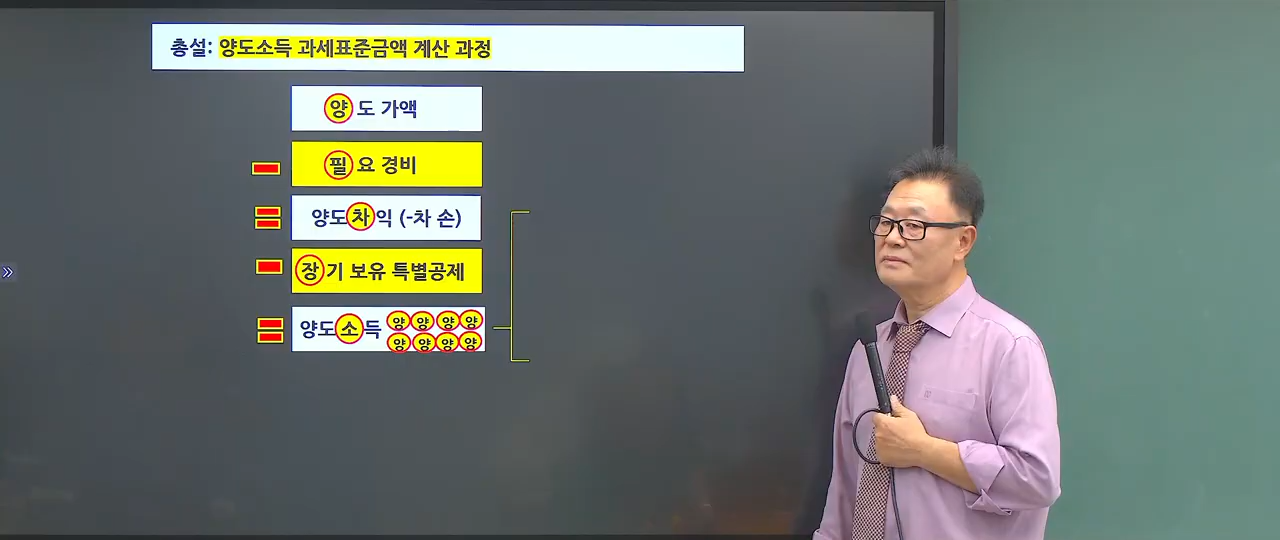 총설: 양도소득 과세표준금액 계산 과정
양도 가액
필요 경비
양도차익 (-차 손)
장기 보유 특별공제
양도소득 양 양 양 양
양 양 양 양